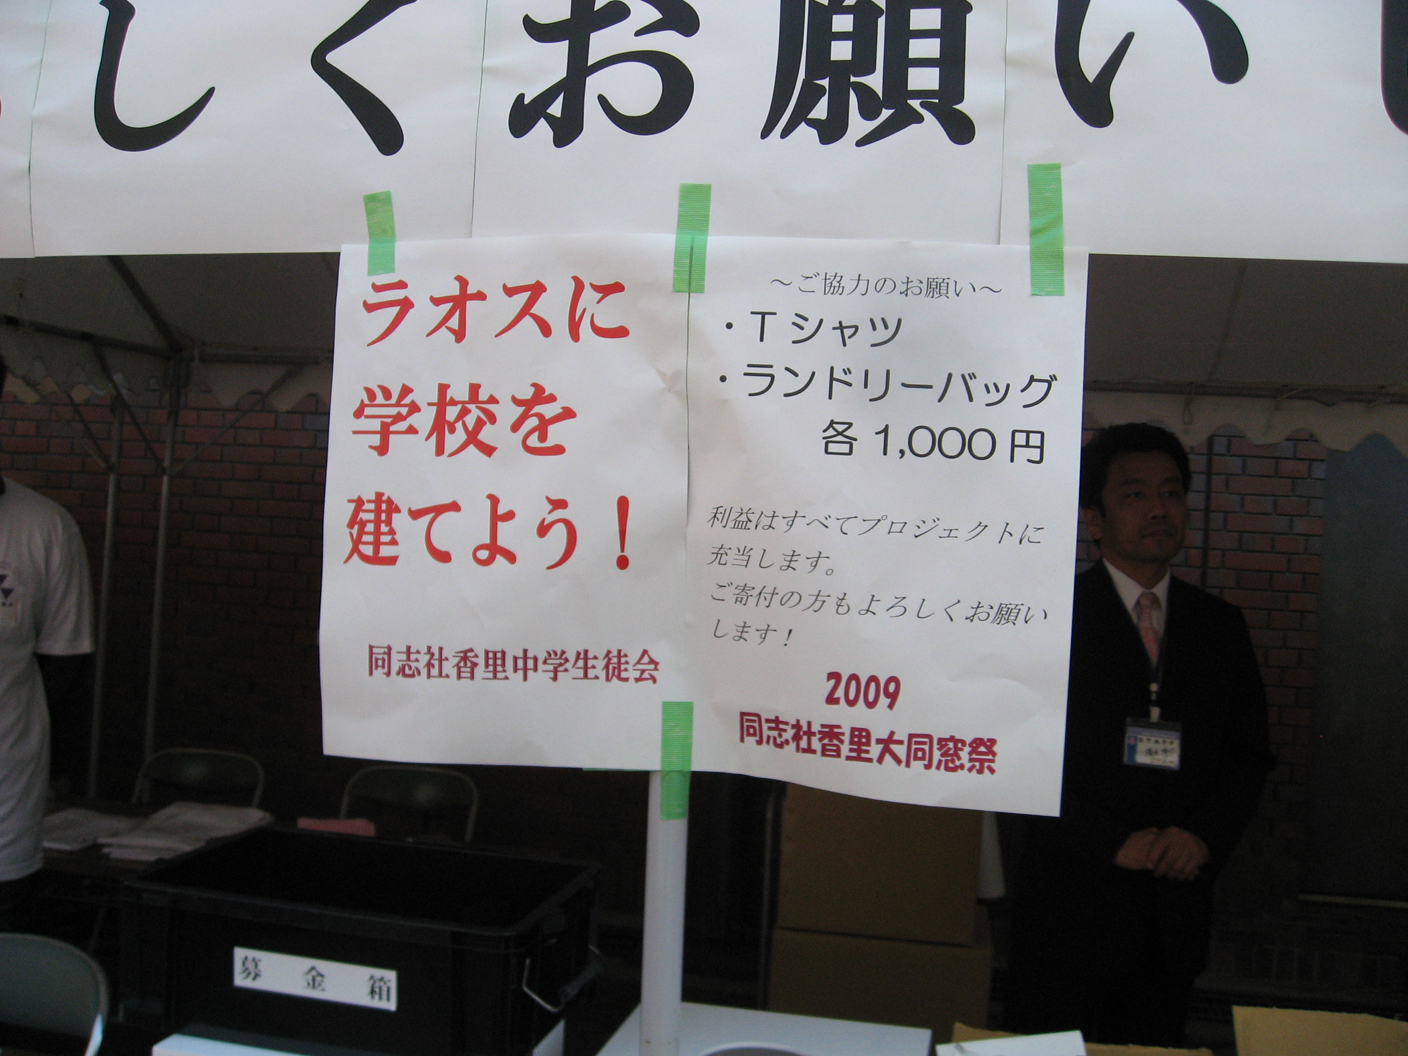 しくお願い
ラオスに
学校を
建てよう！
同志社香里中学生徒会
～ご協力のお願い～
・Tシャツ
・ランドリーバッグ
各1,000円
利益はすべてプロジェクトに
充当します。
ご寄付の方もよろしくお願い
します！
2009
同志社香里大同窓祭
募金箱